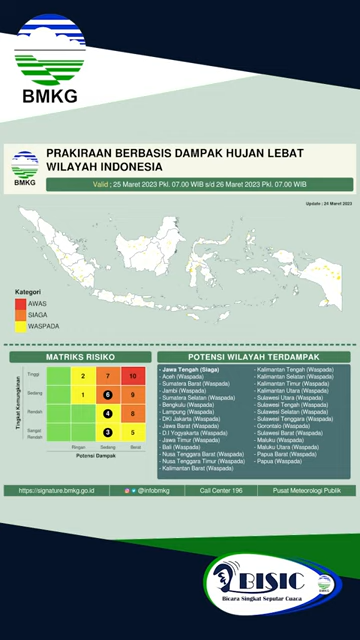 BMKG
BMKG
PRAKIRAAN BERBASIS DAMPAK HUJAN LEBAT
WILAYAH INDONESIA
Valid ; 25 Maret 2023 Pkl. 07.00 WIB s/d 26 Maret 2023 Pkl. 07.00 WIB
Update : 24 Maret 2023
Kategori
AWAS
SIAGA
WASPADA
MATRIKS RISIKO
Tingkat Kemungkinan
Tinggi 2 7 10
Sedang 1 6 9
Rendah 4 8
Sangat Rendah 3 5
Ringan Sedang Berat
Potensi Dampak
POTENSI WILAYAH TERDAMPAK
- Jawa Tengah (Siaga)
- Aceh (Waspada)
- Sumatera Barat (Waspada)
- Jambi (Waspada)
- Sumatera Selatan (Waspada)
- Bengkulu (Waspada)
- Lampung (Waspada)
- DKI Jakarta (Waspada)
- Jawa Barat (Waspada)
- D.I Yogyakarta (Waspada)
- Jawa Timur (Waspada)
- Bali (Waspada)
- Nusa Tenggara Barat (Waspada)
- Nusa Tenggara Timur (Waspada)
- Kalimantan Barat (Waspada)
- Kalimantan Tengah (Waspada)
- Kalimantan Selatan (Waspada)
- Kalimantan Timur (Waspada)
- Kalimantan Utara (Waspada)
- Sulawesi Utara (Waspada)
- Sulawesi Tengah (Waspada)
- Sulawesi Selatan (Waspada)
- Sulawesi Tenggara (Waspada)
- Gorontalo (Waspada)
- Sulawesi Barat (Waspada)
- Maluku (Waspada)
- Maluku Utara (Waspada)
- Papua Barat (Waspada)
- Papua (Waspada)
https://signature.bmkg.go.id
@infobmkg
Call Center 196
Pusat Meteorologi Publik
BISIC
Bicara Singkat Seputar Cuaca